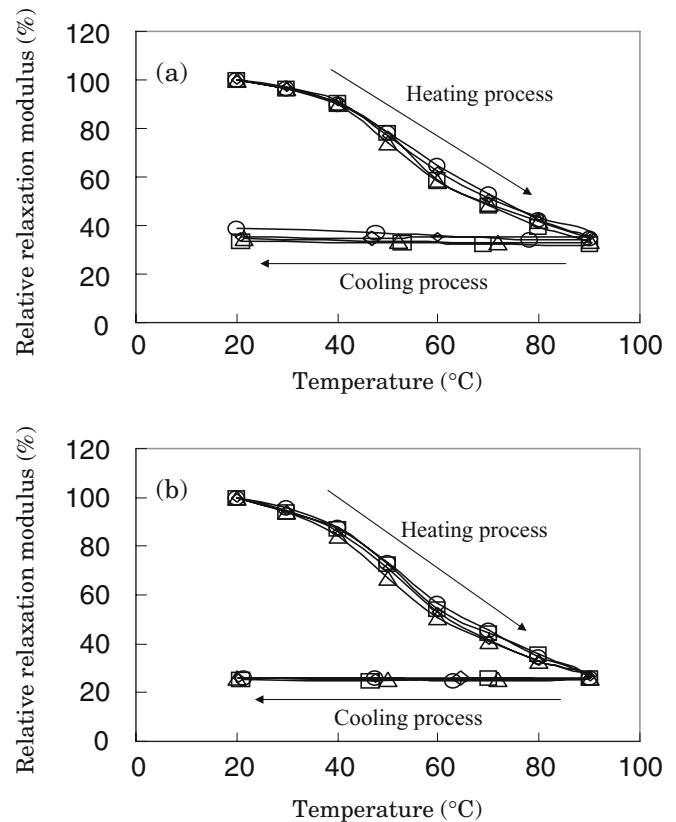 Relative relaxation modulus (%)
120
100
80
60
40
20
0
(a)
Heating process
Cooling process
0 20 40 60 80 100
Temperature (°C)
Relative relaxation modulus (%)
120
100
80
60
40
20
0
(b)
Heating process
Cooling process
0 20 40 60 80 100
Temperature (°C)